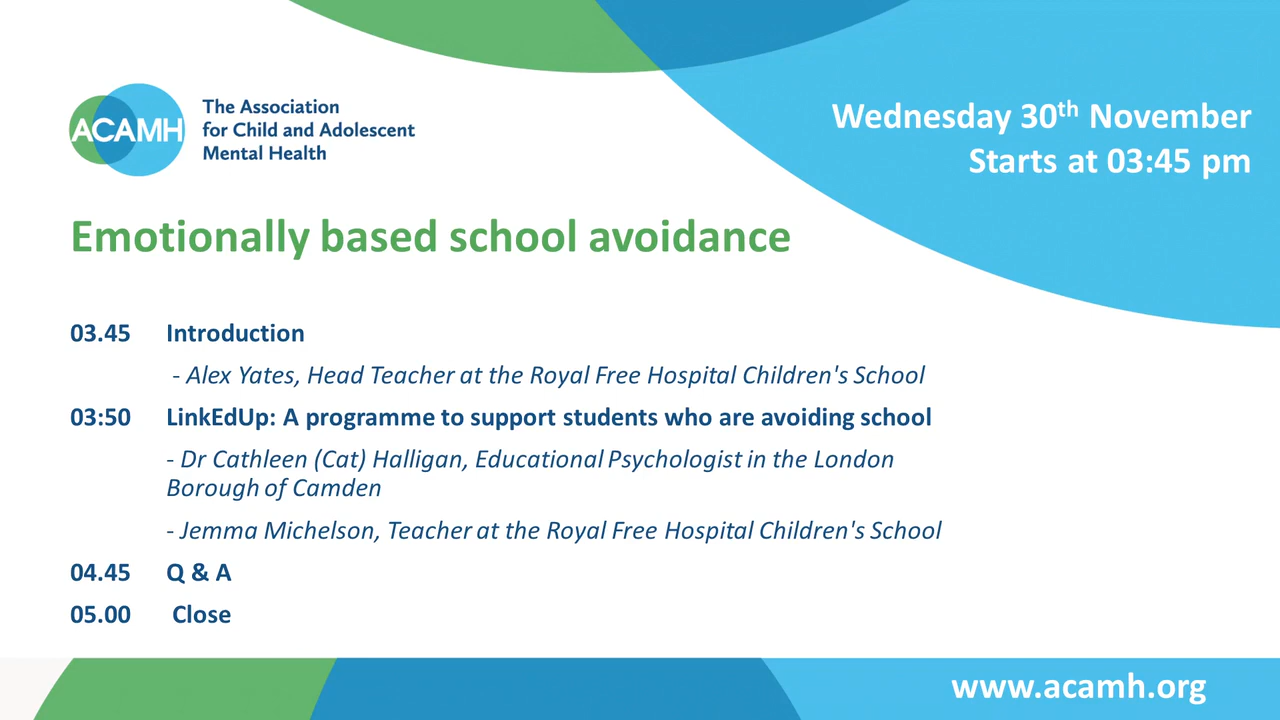 ACAMH
The Association
for Child and Adolescent
Mental Health
Wednesday 30th November
Starts at 03:45 pm
Emotionally based school avoidance
03.45 Introduction
- Alex Yates, Head Teacher at the Royal Free Hospital Children's School
03:50 LinkEdUp: A programme to support students who are avoiding school
- Dr Cathleen (Cat) Halligan, Educational Psychologist in the London
Borough of Camden
- Jemma Michelson, Teacher at the Royal Free Hospital Children's School
04.45 Q & A
05.00 Close
www.acamh.org